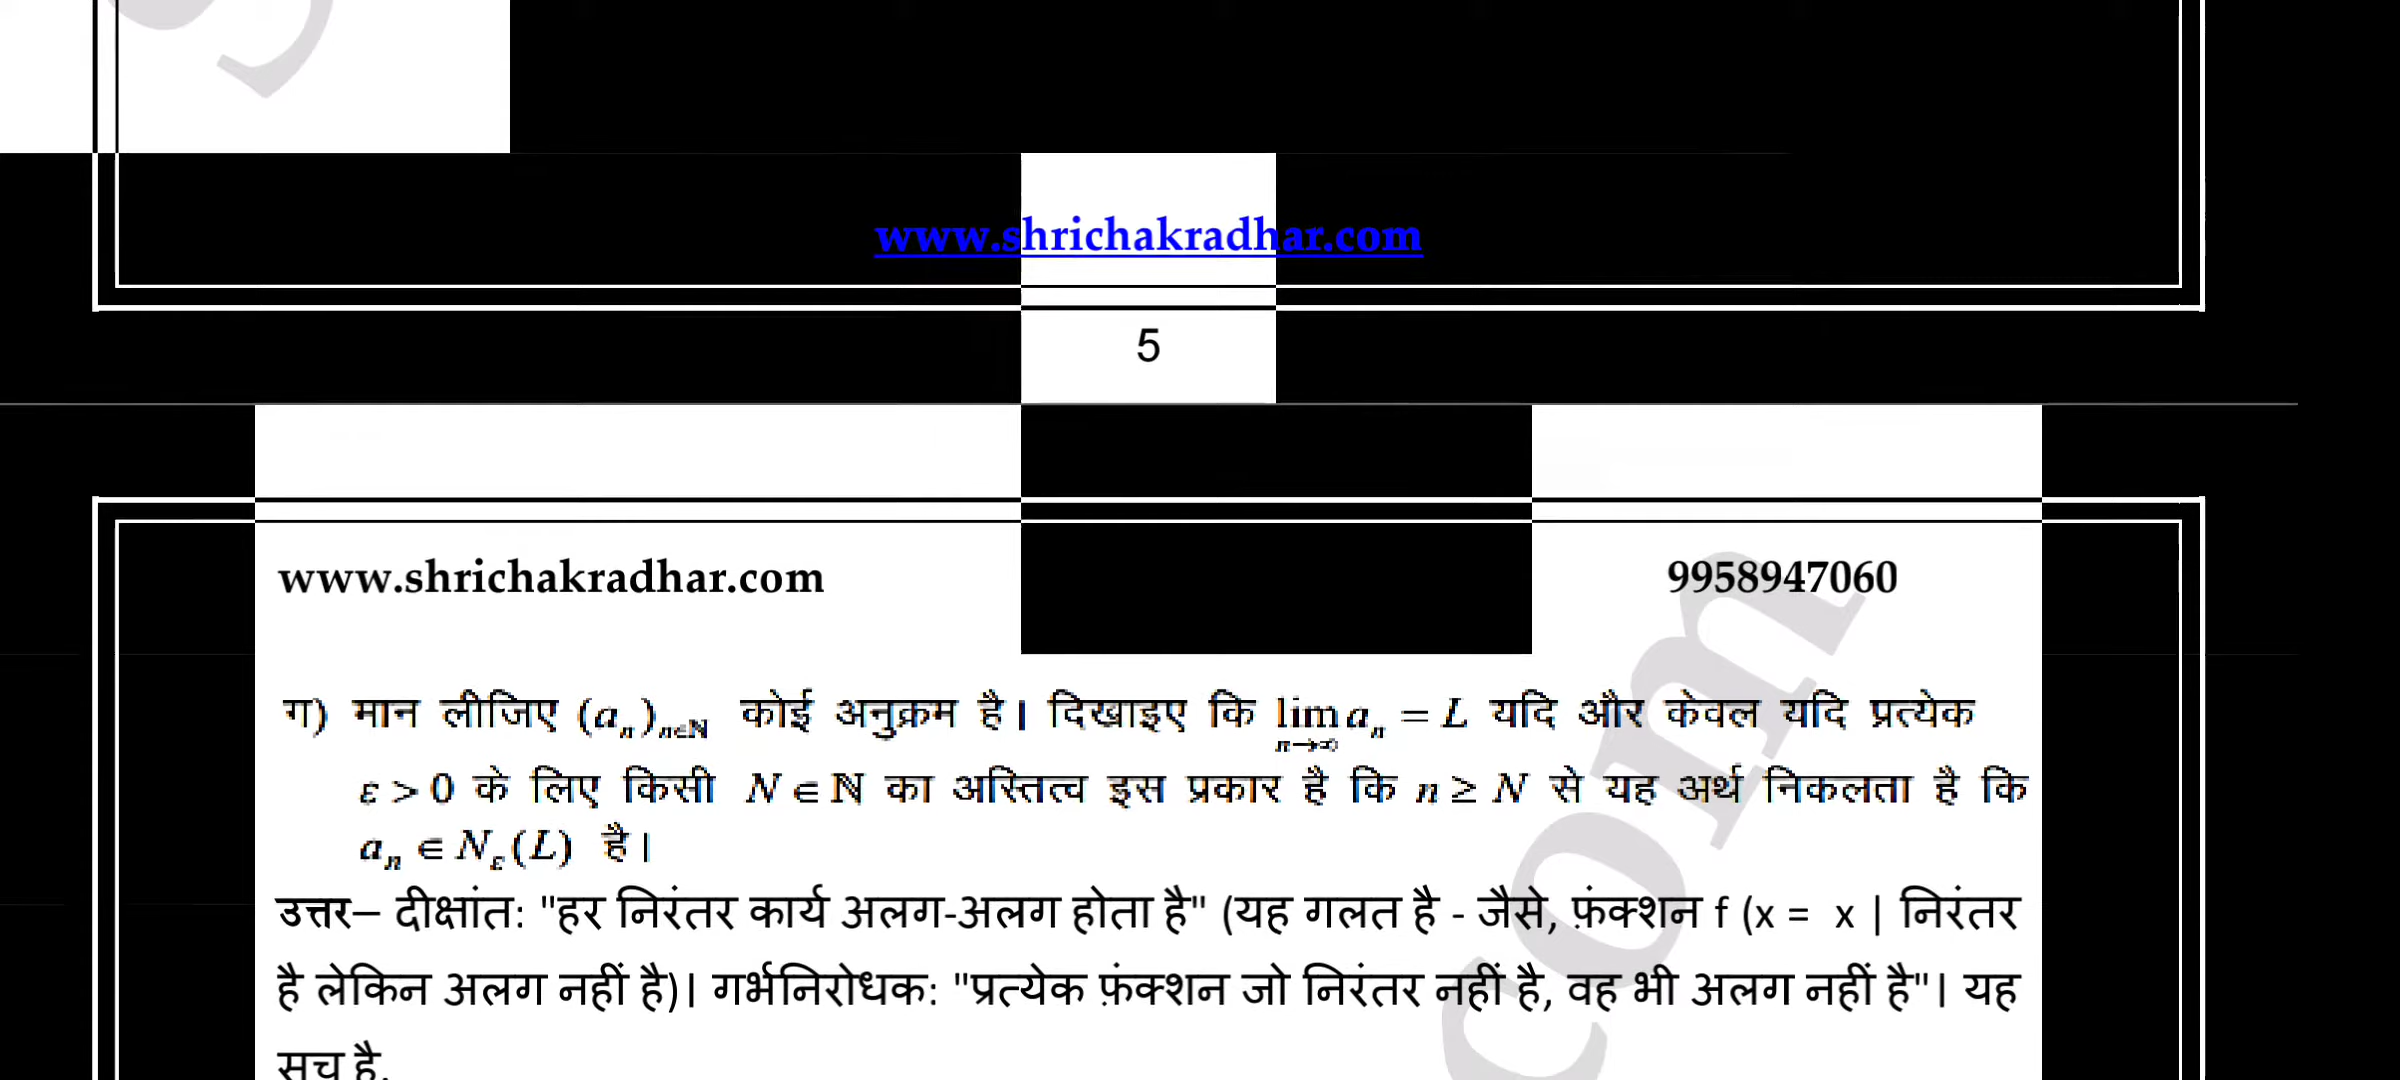 www.shrichakradhar.com
5
www.shrichakradhar.com 9958947060
ग) मान लीजिए (aₙ)ₙ∈ℕ कोई अनुक्रम है। दिखाइए कि lim n→∞ aₙ = L यदि और केवल यदि प्रत्येक
ε > 0 के लिए किसी N ∈ ℕ का अस्तित्व इस प्रकार है कि n ≥ N से यह अर्थ निकलता है कि
aₙ ∈ N_ε(L) है।
उत्तर– दीक्षांत: "हर निरंतर कार्य अलग-अलग होता है" (यह गलत है - जैसे, फ़ंक्शन f (x = x | निरंतर
है लेकिन अलग नहीं है)। गर्भनिरोधक: "प्रत्येक फ़ंक्शन जो निरंतर नहीं है, वह भी अलग नहीं है"। यह
सच है.
com